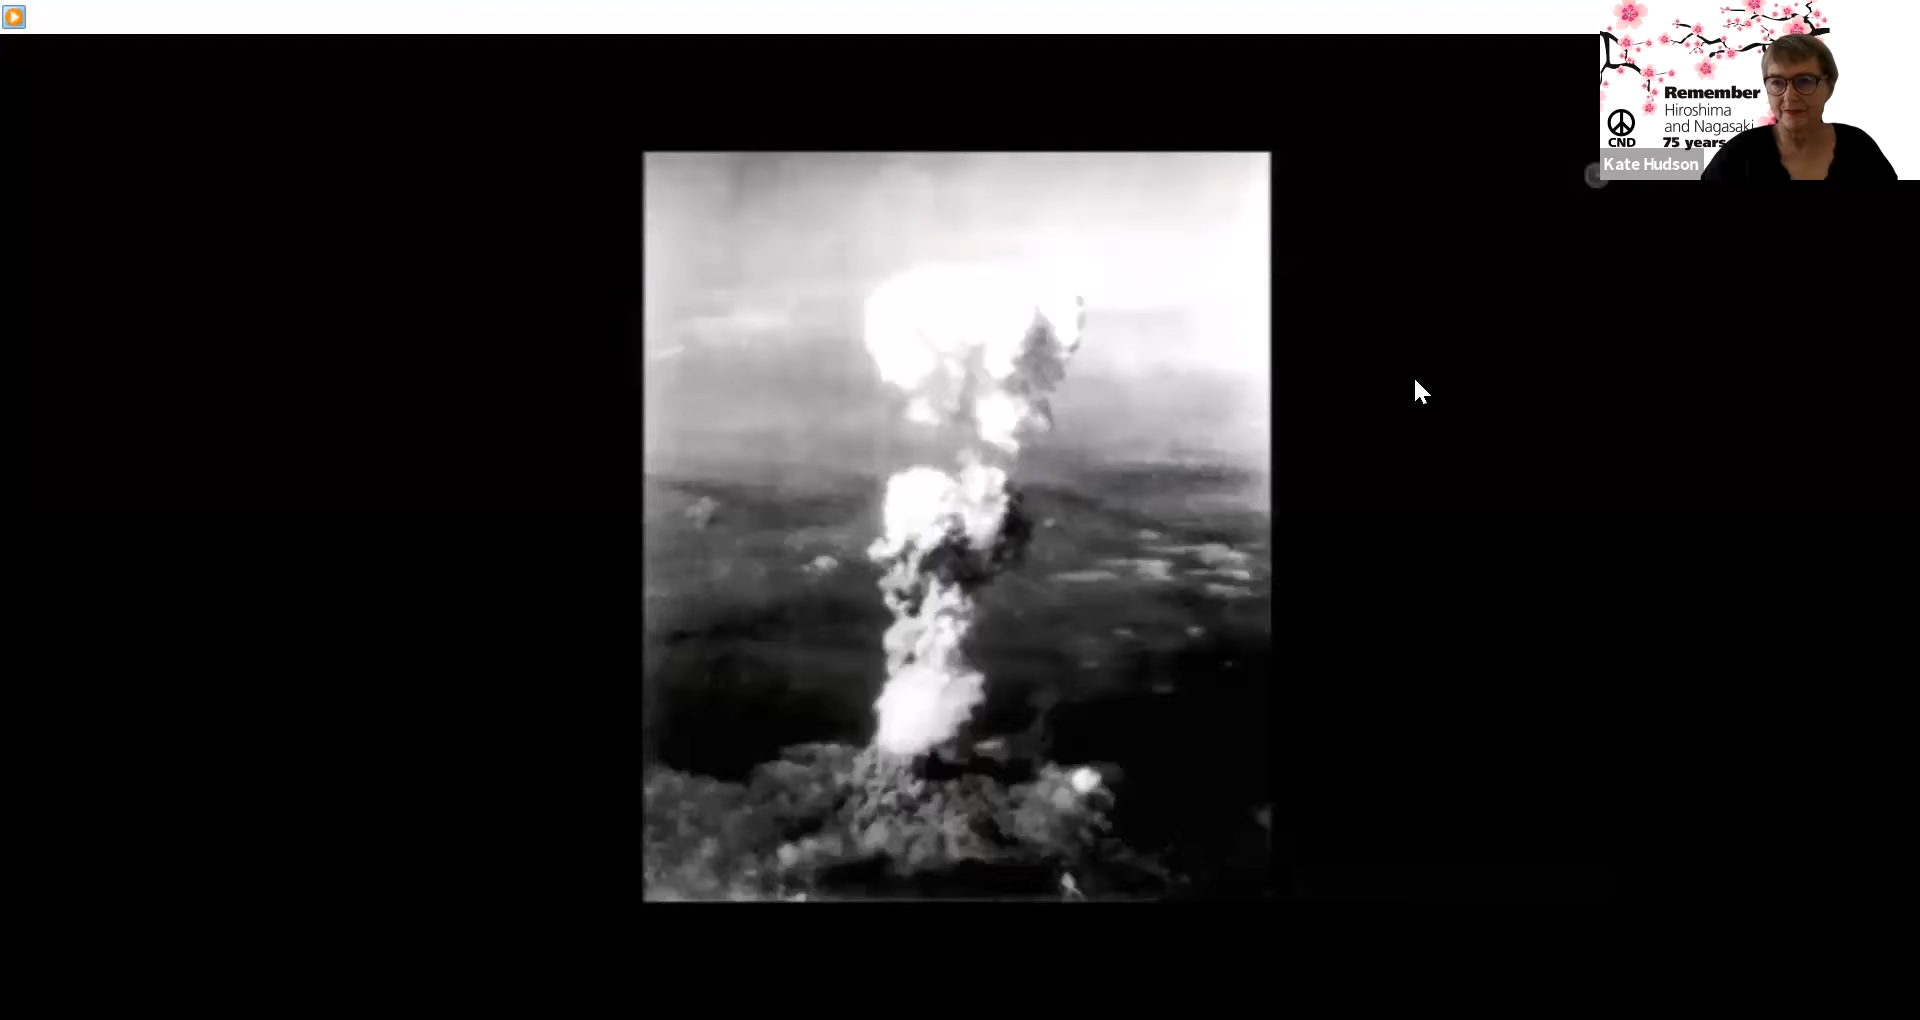 Remember
Hiroshima
and Nagasaki
75 years
CND
Kate Hudson